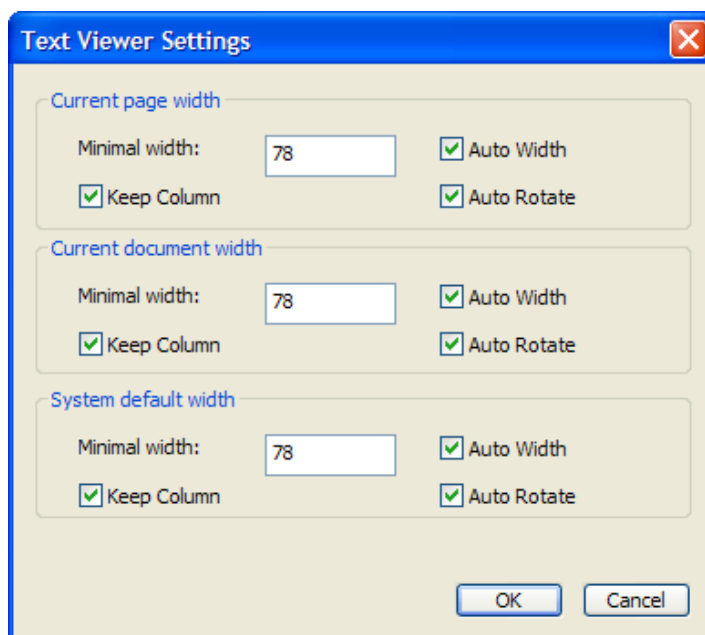 Text Viewer Settings
Current page width
Minimal width: 78 Auto Width
Keep Column Auto Rotate
Current document width
Minimal width: 78 Auto Width
Keep Column Auto Rotate
System default width
Minimal width: 78 Auto Width
Keep Column Auto Rotate
OK Cancel